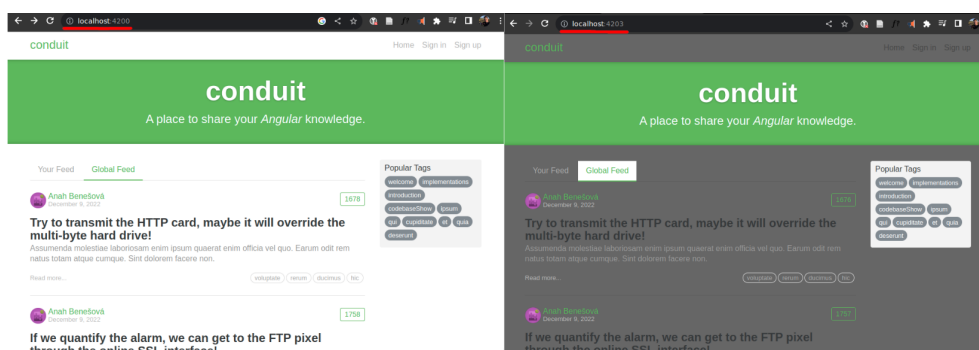 localhost:4200
conduit
Home Sign in Sign up
conduit
A place to share your Angular knowledge.
Your Feed Global Feed
Popular Tags
welcome implementations
introduction
codebaseShow ipsum
qui cupiditate et quia
deserunt
Anah Benešová
December 9, 2022
1678
Try to transmit the HTTP card, maybe it will override the
multi-byte hard drive!
Assumenda molestiae laboriosam enim ipsum quaerat enim officia vel quo. Earum odit rem
natus totam atque cumque. Sint dolorem facere non.
Read more...
voluptate rerum ducimus hic
Anah Benešová
December 9, 2022
1758
If we quantify the alarm, we can get to the FTP pixel
through the online SSL interface!
localhost:4203
conduit
Home Sign in Sign up
conduit
A place to share your Angular knowledge.
Your Feed Global Feed
Popular Tags
welcome implementations
introduction
codebaseShow ipsum
qui cupiditate et quia
deserunt
Anah Benešová
December 9, 2022
1678
Try to transmit the HTTP card, maybe it will override the
multi-byte hard drive!
Assumenda molestiae laboriosam enim ipsum quaerat enim officia vel quo. Earum odit rem
natus totam atque cumque. Sint dolorem facere non.
Read more...
voluptate rerum ducimus hic
Anah Benešová
December 9, 2022
1757
If we quantify the alarm, we can get to the FTP pixel
through the online SSL interface!